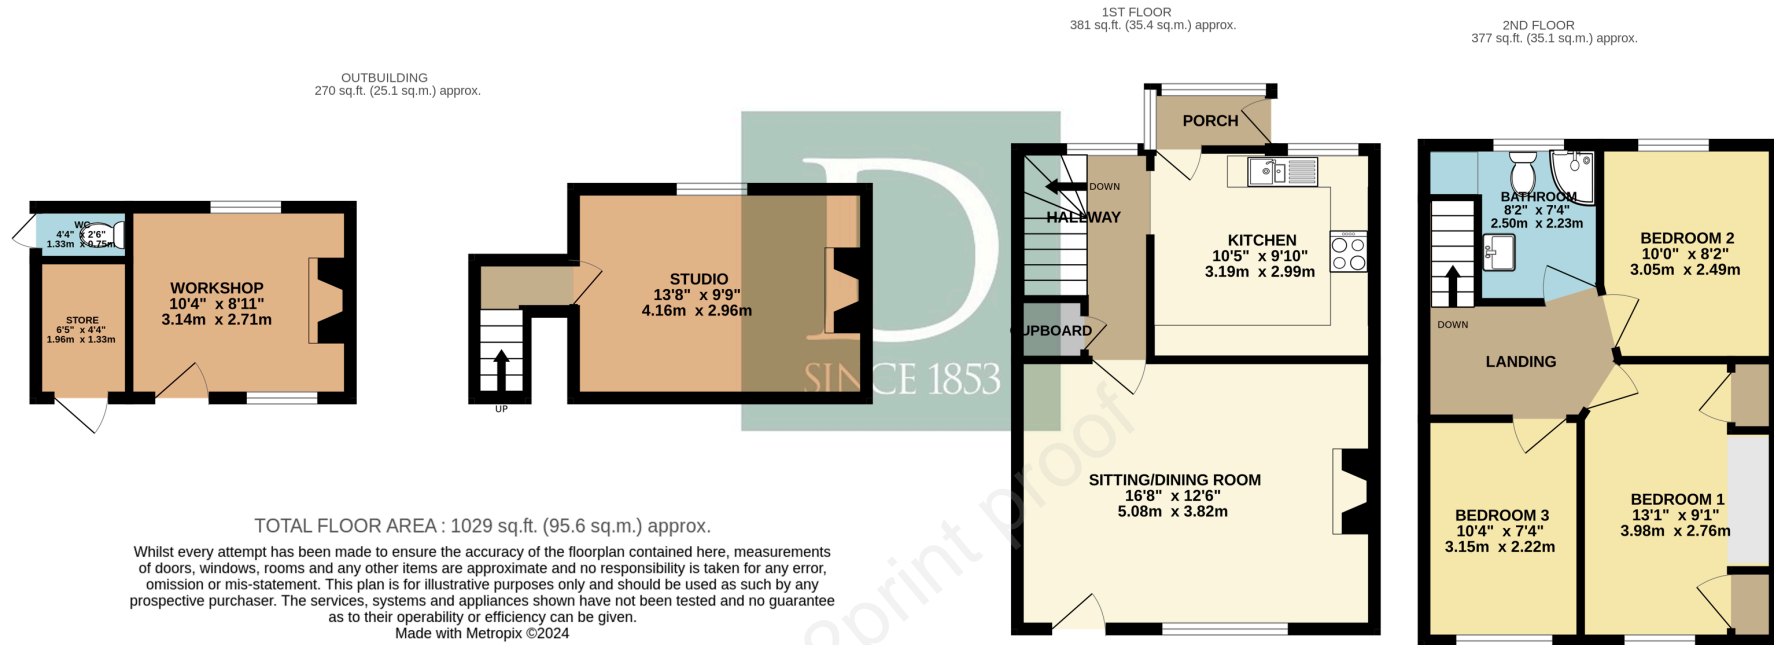 OUTBUILDING
270 sq.ft. (25.1 sq.m.) approx.
1ST FLOOR
381 sq.ft. (35.4 sq.m.) approx.
2ND FLOOR
377 sq.ft. (35.1 sq.m.) approx.
WC
4'4" x 2'6"
1.33m x 0.75m
STORE
6'5" x 4'4"
1.96m x 1.33m
WORKSHOP
10'4" x 8'11"
3.14m x 2.71m
STUDIO
13'8" x 9'9"
4.16m x 2.96m
UP
D
SINCE 1853
PORCH
DOWN
HALLWAY
KITCHEN
10'5" x 9'10"
3.19m x 2.99m
CUPBOARD
SITTING/DINING ROOM
16'8" x 12'6"
5.08m x 3.82m
BATHROOM
8'2" x 7'4"
2.50m x 2.23m
BEDROOM 2
10'0" x 8'2"
3.05m x 2.49m
DOWN
LANDING
BEDROOM 3
10'4" x 7'4"
3.15m x 2.22m
BEDROOM 1
13'1" x 9'1"
3.98m x 2.76m
TOTAL FLOOR AREA : 1029 sq.ft. (95.6 sq.m.) approx.
Whilst every attempt has been made to ensure the accuracy of the floorplan contained here, measurements
of doors, windows, rooms and any other items are approximate and no responsibility is taken for any error,
omission or mis-statement. This plan is for illustrative purposes only and should be used as such by any
prospective purchaser. The services, systems and appliances shown have not been tested and no guarantee
as to their operability or efficiency can be given.
Made with Metropix ©2024
2print proof